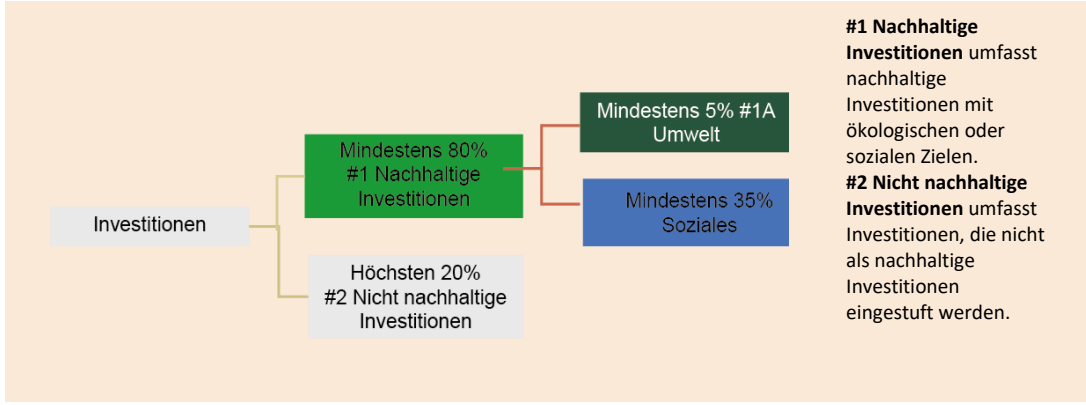 Investitionen
Mindestens 80%
#1 Nachhaltige
Investitionen
Höchsten 20%
#2 Nicht nachhaltige
Investitionen
Mindestens 5% #1A
Umwelt
Mindestens 35%
Soziales
#1 Nachhaltige
Investitionen umfasst
nachhaltige
Investitionen mit
ökologischen oder
sozialen Zielen.
#2 Nicht nachhaltige
Investitionen umfasst
Investitionen, die nicht
als nachhaltige
Investitionen
eingestuft werden.